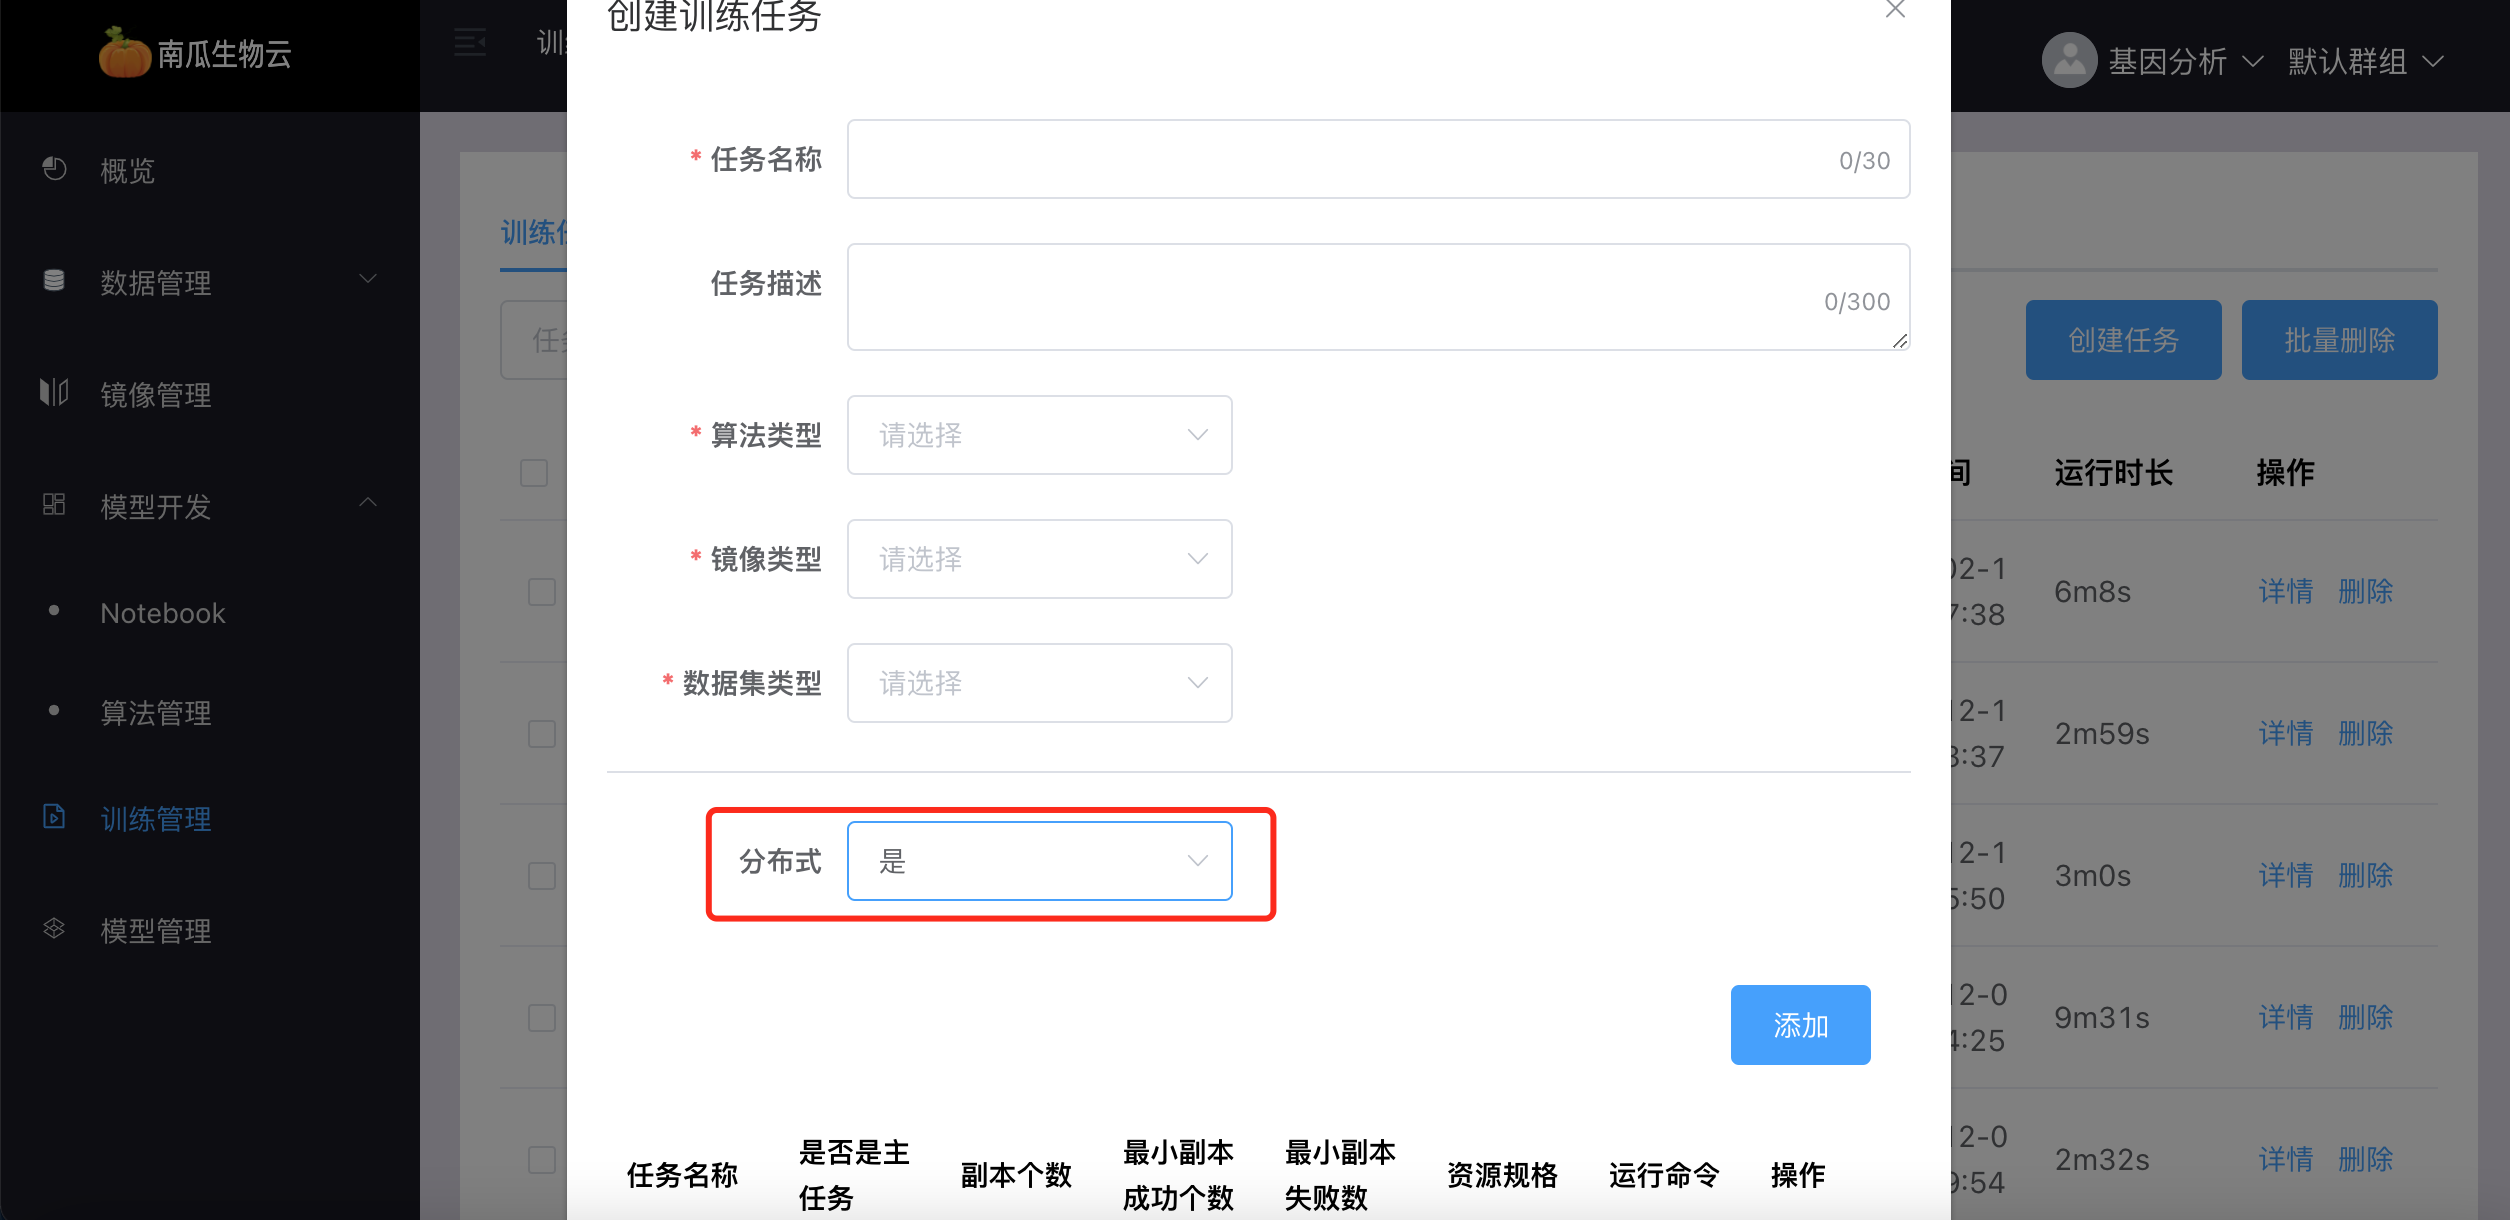 南瓜生物云
概览
数据管理
镜像管理
模型开发
Notebook
算法管理
训练管理
模型管理
基因分析
默认群组
创建训练任务
* 任务名称
0/30
任务描述
0/300
* 算法类型
请选择
* 镜像类型
请选择
* 数据集类型
请选择
分布式
是
添加
任务名称
是否是主
任务
副本个数
最小副本
成功个数
最小副本
失败数
资源规格
运行命令
操作
创建任务
批量删除
运行时长
操作
02-1
7:38
6m8s
详情
删除
12-1
3:37
2m59s
详情
删除
12-1
5:50
3m0s
详情
删除
12-0
4:25
9m31s
详情
删除
12-0
9:54
2m32s
详情
删除